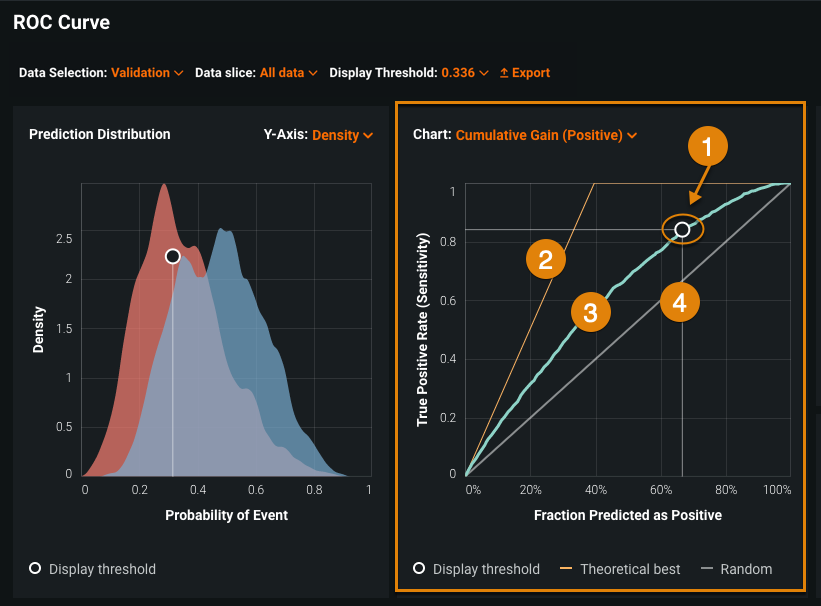 ROC Curve
Data Selection: Validation Data slice: All data Display Threshold: 0.336 Export
Prediction Distribution Y-Axis: Density
2.5
2
1.5
1
0.5
0
Density
0 0.2 0.4 0.6 0.8 1
Probability of Event
Display threshold
Chart: Cumulative Gain (Positive)
1
2
3
4
1
0.8
0.6
0.4
0.2
0
True Positive Rate (Sensitivity)
0% 20% 40% 60% 80% 100%
Fraction Predicted as Positive
Display threshold Theoretical best Random